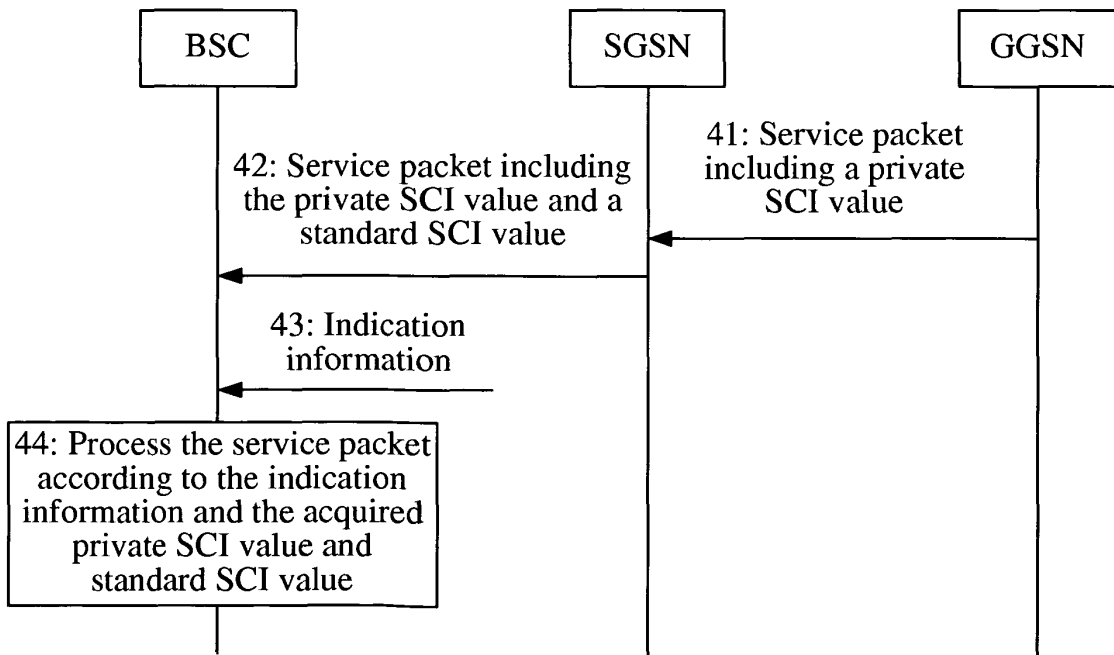 BSC
SGSN
GGSN
41: Service packet
including a private
SCI value
42: Service packet including
the private SCI value and a
standard SCI value
43: Indication
information
44: Process the service packet
according to the indication
information and the acquired
private SCI value and
standard SCI value